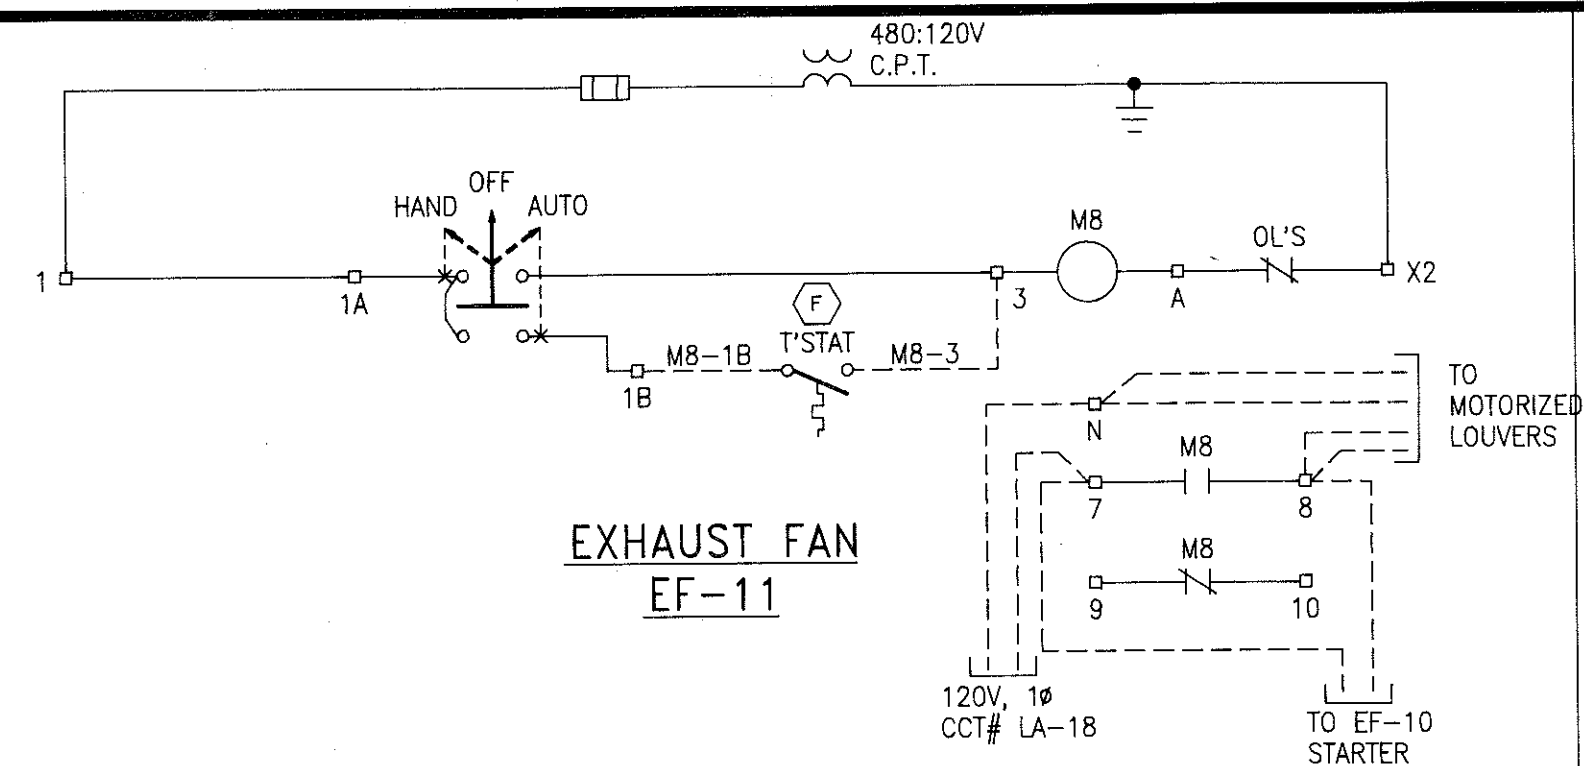 480:120V
C.P.T.
OFF
HAND
AUTO
M8
OL'S
1
1A
3
A
X2
F
T'STAT
M8-1B
M8-3
1B
TO
MOTORIZED
LOUVERS
N
M8
7
8
EXHAUST FAN
EF-11
M8
9
10
120V, 1ø
CCT# LA-18
TO EF-10
STARTER